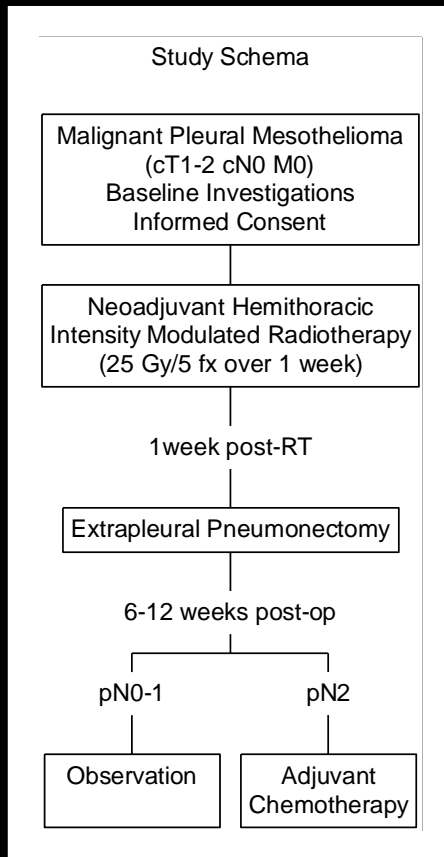 Study Schema
Malignant Pleural Mesothelioma
(cT1-2 cN0 M0)
Baseline Investigations
Informed Consent
Neoadjuvant Hemithoracic
Intensity Modulated Radiotherapy
(25 Gy/5 fx over 1 week)
1week post-RT
Extrapleural Pneumonectomy
6-12 weeks post-op
pN0-1
pN2
Observation
Adjuvant
Chemotherapy